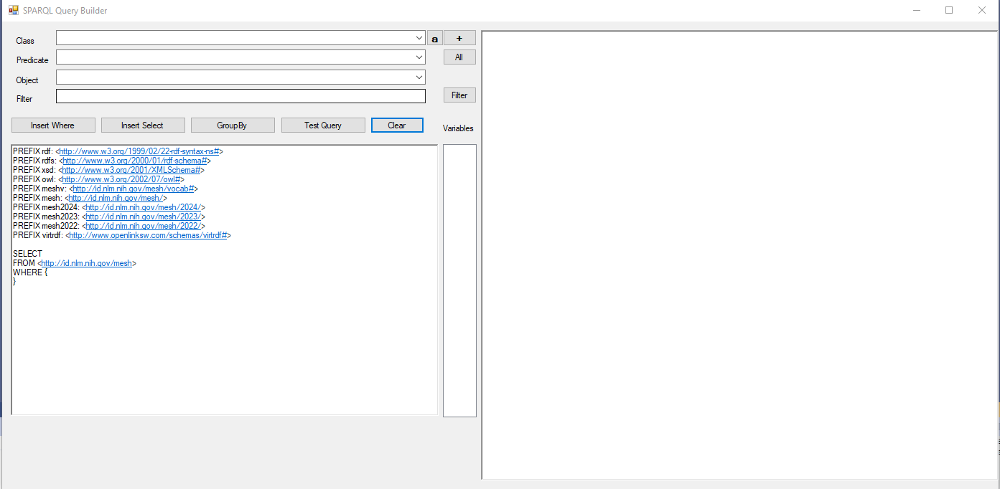 SPARQL Query Builder
Class
a
+
Predicate
All
Object
Filter
Filter
Insert Where
Insert Select
GroupBy
Test Query
Clear
Variables
PREFIX rdf: <http://www.w3.org/1999/02/22-rdf-syntax-ns#>
PREFIX rdfs: <http://www.w3.org/2000/01/rdf-schema#>
PREFIX xsd: <http://www.w3.org/2001/XMLSchema#>
PREFIX owl: <http://www.w3.org/2002/07/owl#>
PREFIX meshv: <http://id.nlm.nih.gov/mesh/vocab#>
PREFIX mesh: <http://id.nlm.nih.gov/mesh/>
PREFIX mesh2024: <http://id.nlm.nih.gov/mesh/2024/>
PREFIX mesh2023: <http://id.nlm.nih.gov/mesh/2023/>
PREFIX mesh2022: <http://id.nlm.nih.gov/mesh/2022/>
PREFIX virtrdf: <http://www.openlinksw.com/schemas/virtrdf#>
SELECT
FROM <http://id.nlm.nih.gov/mesh>
WHERE {
}